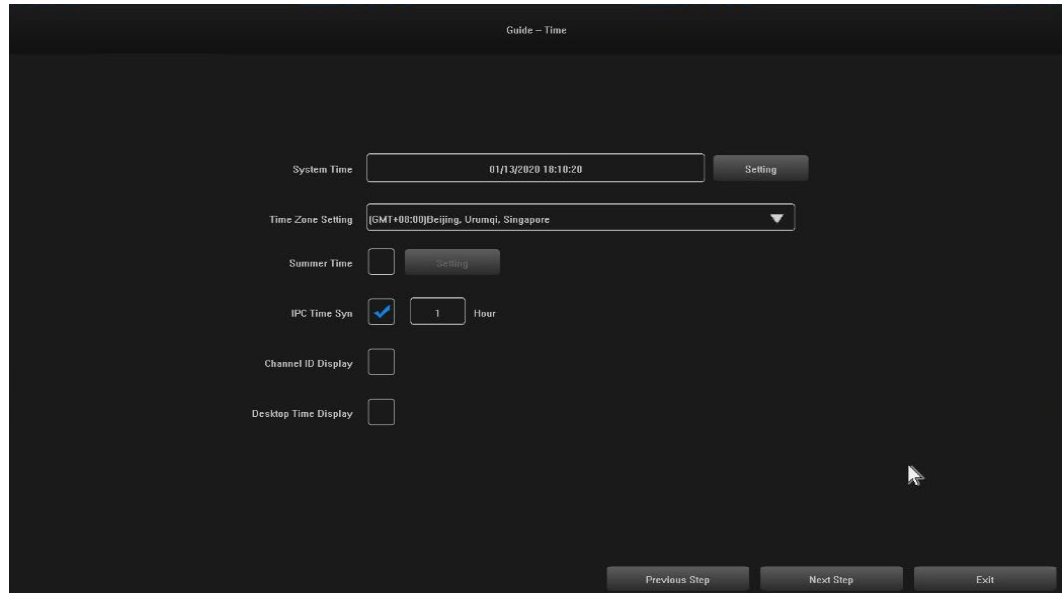 Guide – Time
System Time 01/13/2020 18:10:20 Setting
Time Zone Setting (GMT+08:00)Beijing, Urumqi, Singapore
Summer Time Setting
IPC Time Syn 1 Hour
Channel ID Display
Desktop Time Display
Previous Step Next Step Exit